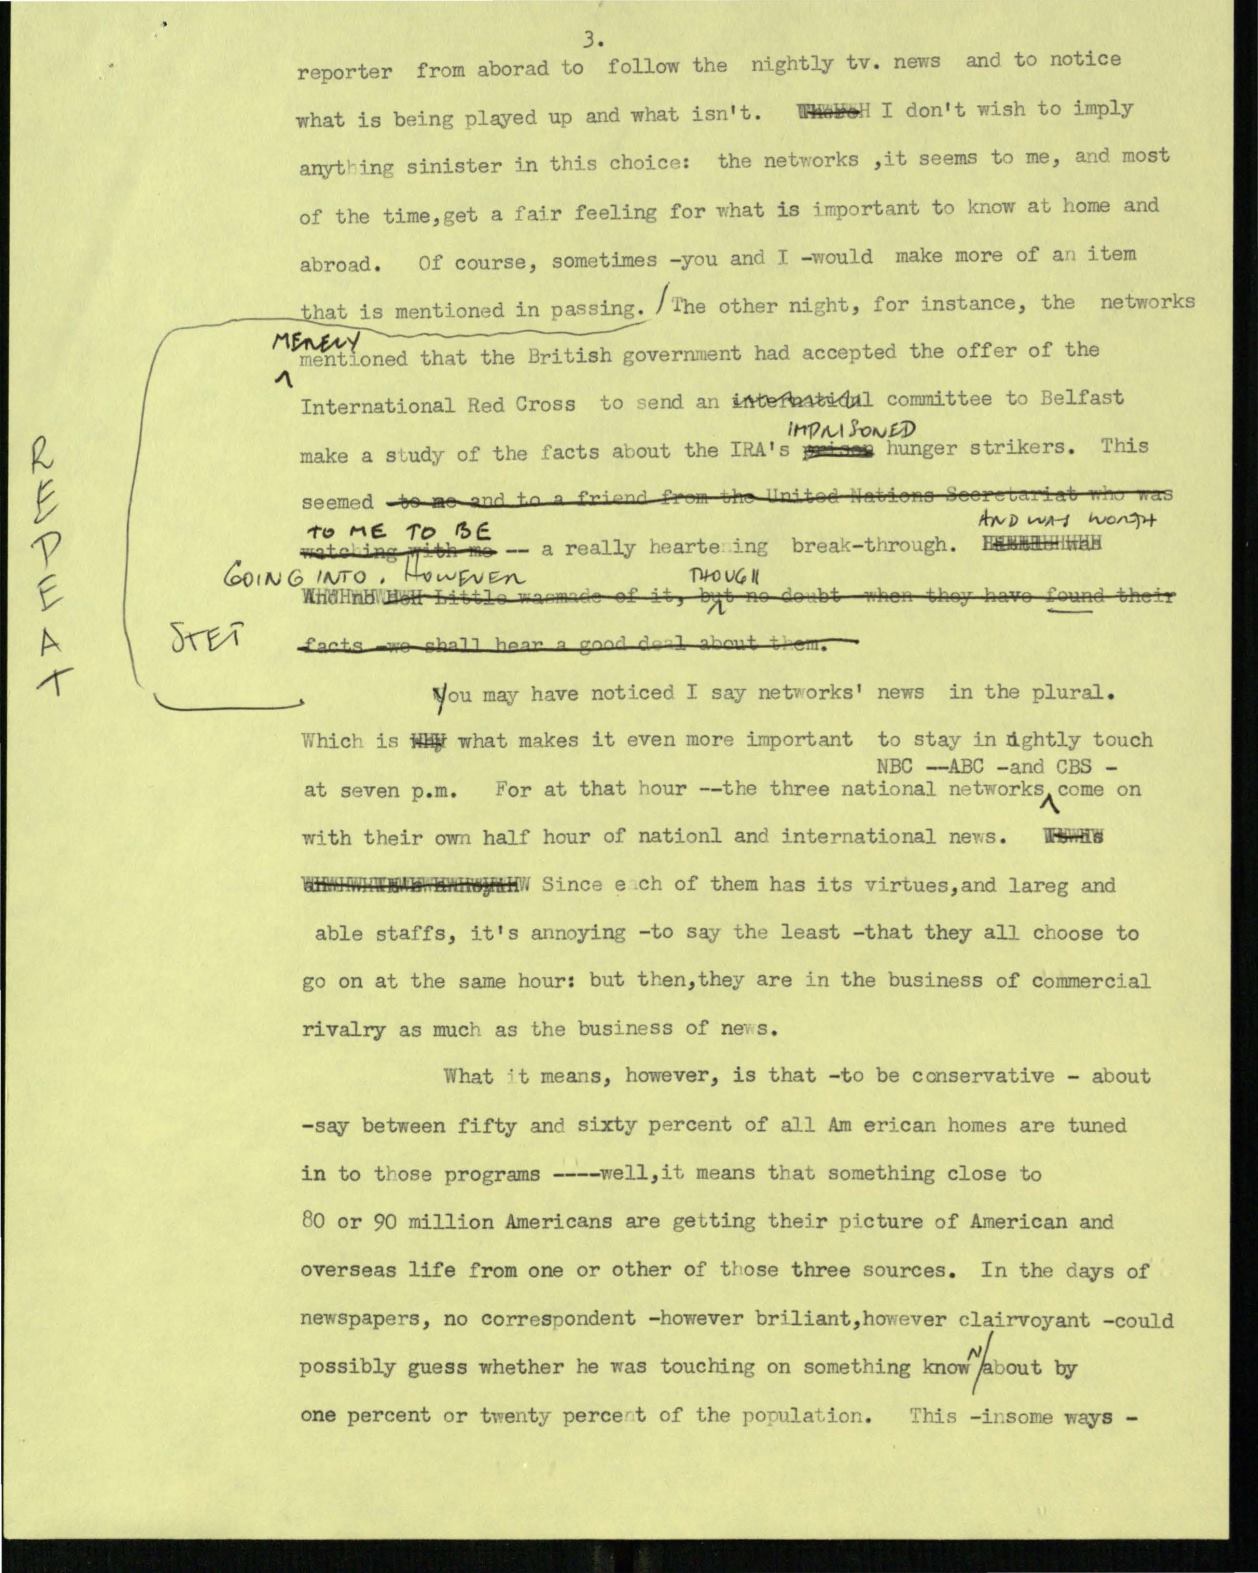 3.
reporter from aborad to follow the nightly tv. news and to notice
what is being played up and what isn't. I don't wish to imply
anything sinister in this choice: the networks ,it seems to me, and most
of the time,get a fair feeling for what is important to know at home and
abroad. Of course, sometimes -you and I -would make more of an item
that is mentioned in passing. / The other night, for instance, the networks
MERELY
mentioned that the British government had accepted the offer of the
International Red Cross to send an committee to Belfast
IMPRISONED
make a study of the facts about the IRA's prison hunger strikers. This
seemed to me and to a friend from the United Nations Secretariat who was
TO ME TO BE AND WAS WORTH
watching with me -- a really heartening break-through.
GOING INTO. HOWEVER THOUGH
Little wasmade of it, but no doubt when they have found their
STET facts -we shall hear a good deal about them.
REPEAT
You may have noticed I say networks' news in the plural.
Which is why what makes it even more important to stay in rightly touch
NBC --ABC -and CBS -
at seven p.m. For at that hour --the three national networks come on
with their own half hour of nationl and international news.
Since each of them has its virtues,and lareg and
able staffs, it's annoying -to say the least -that they all choose to
go on at the same hour: but then,they are in the business of commercial
rivalry as much as the business of news.
What it means, however, is that -to be conservative - about
-say between fifty and sixty percent of all Am erican homes are tuned
in to those programs ----well,it means that something close to
80 or 90 million Americans are getting their picture of American and
overseas life from one or other of those three sources. In the days of
newspapers, no correspondent -however briliant,however clairvoyant -could
possibly guess whether he was touching on something known/about by
one percent or twenty percent of the population. This -insome ways -